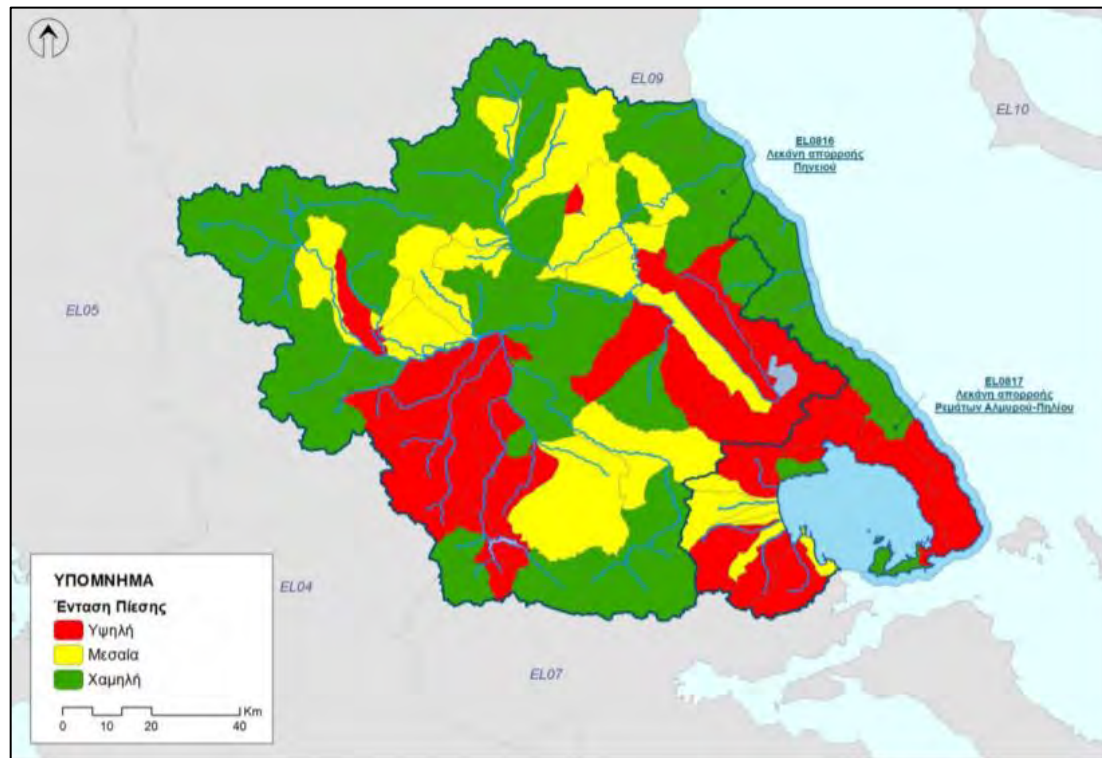 EL09
EL10
EL0816
Λεκάνη απορροής
Πηνειού
EL05
EL0817
Λεκάνη απορροής
Ρεμάτων Αλμυρού-Πηλίου
EL04
EL07
ΥΠΟΜΝΗΜΑ
Ένταση Πίεσης
Υψηλή
Μεσαία
Χαμηλή
Km
0 10 20 40